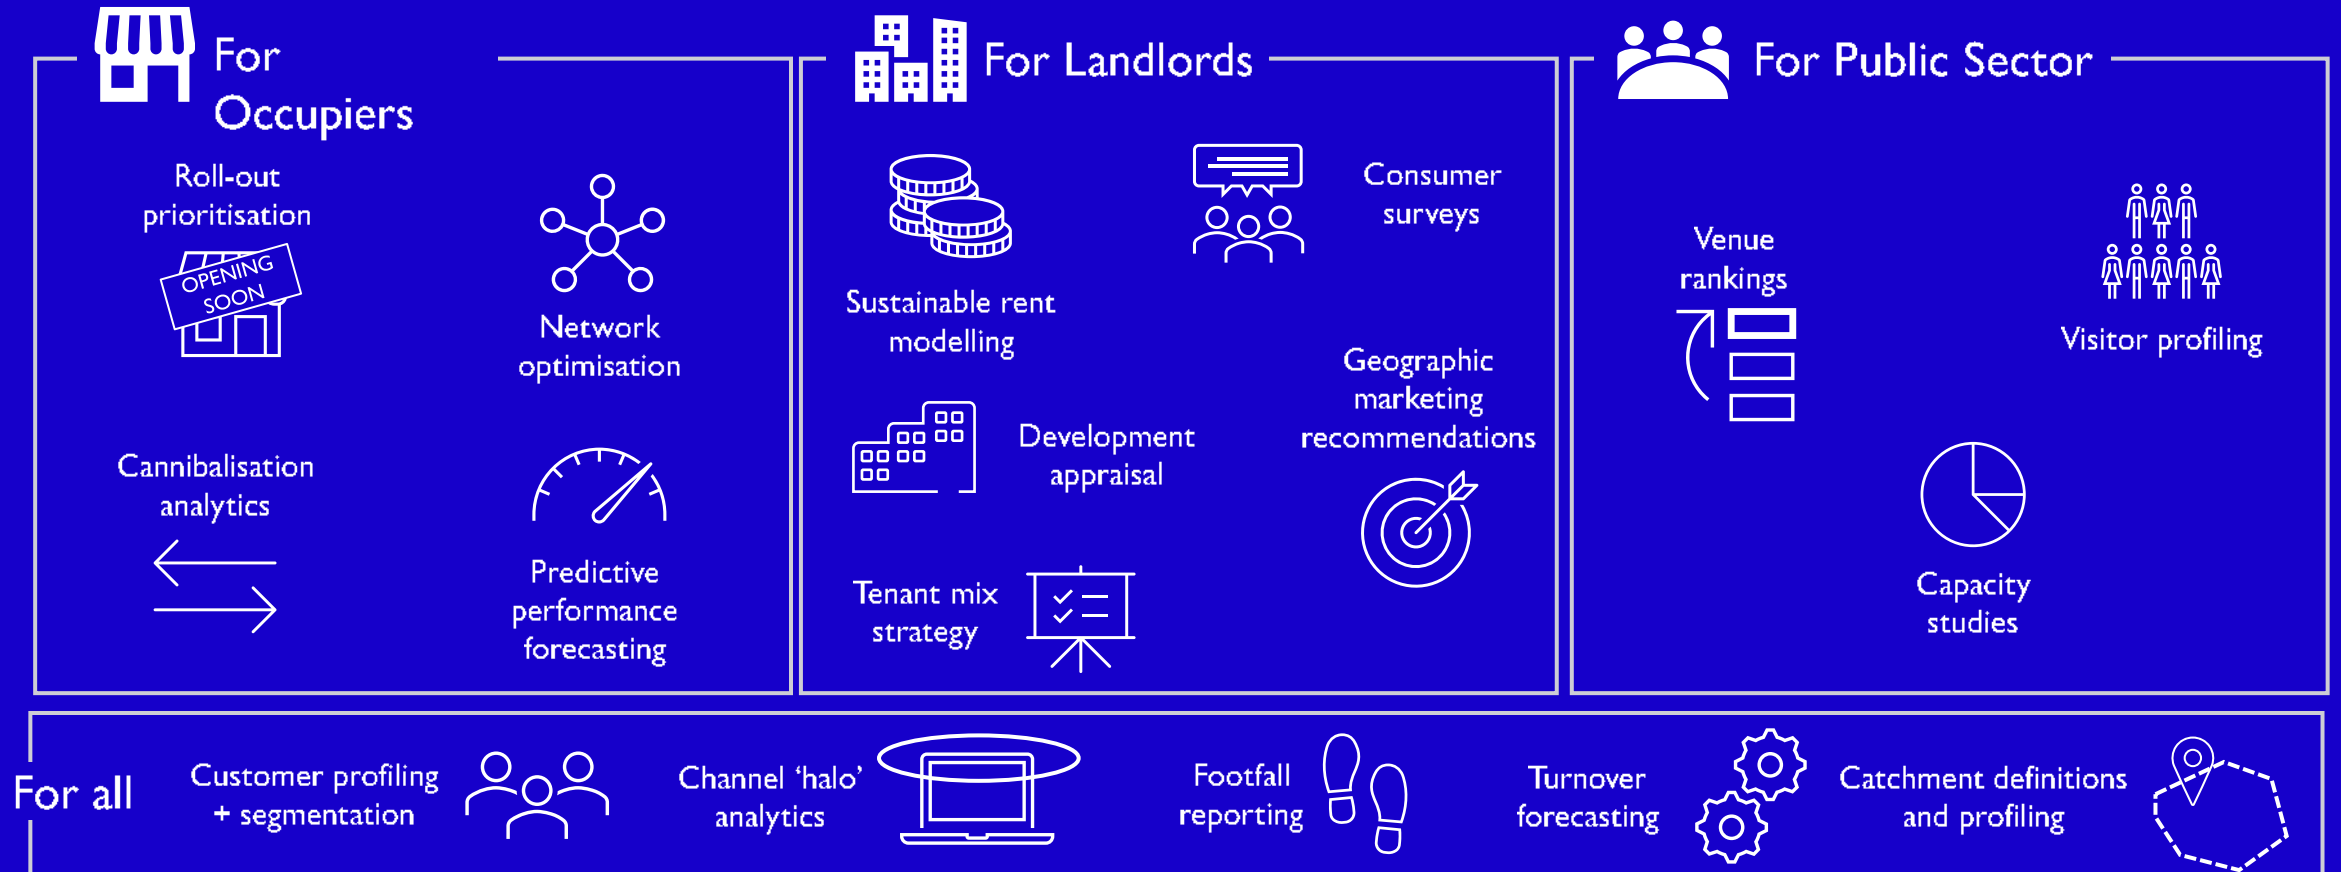 For
Occupiers
Roll-out
prioritisation
OPENING
SOON
Network
optimisation
Cannibalisation
analytics
Predictive
performance
forecasting
For Landlords
Sustainable rent
modelling
Consumer
surveys
Development
appraisal
Geographic
marketing
recommendations
Tenant mix
strategy
For Public Sector
Venue
rankings
Visitor profiling
Capacity
studies
For all
Customer profiling
+ segmentation
Channel ‘halo’
analytics
Footfall
reporting
Turnover
forecasting
Catchment definitions
and profiling